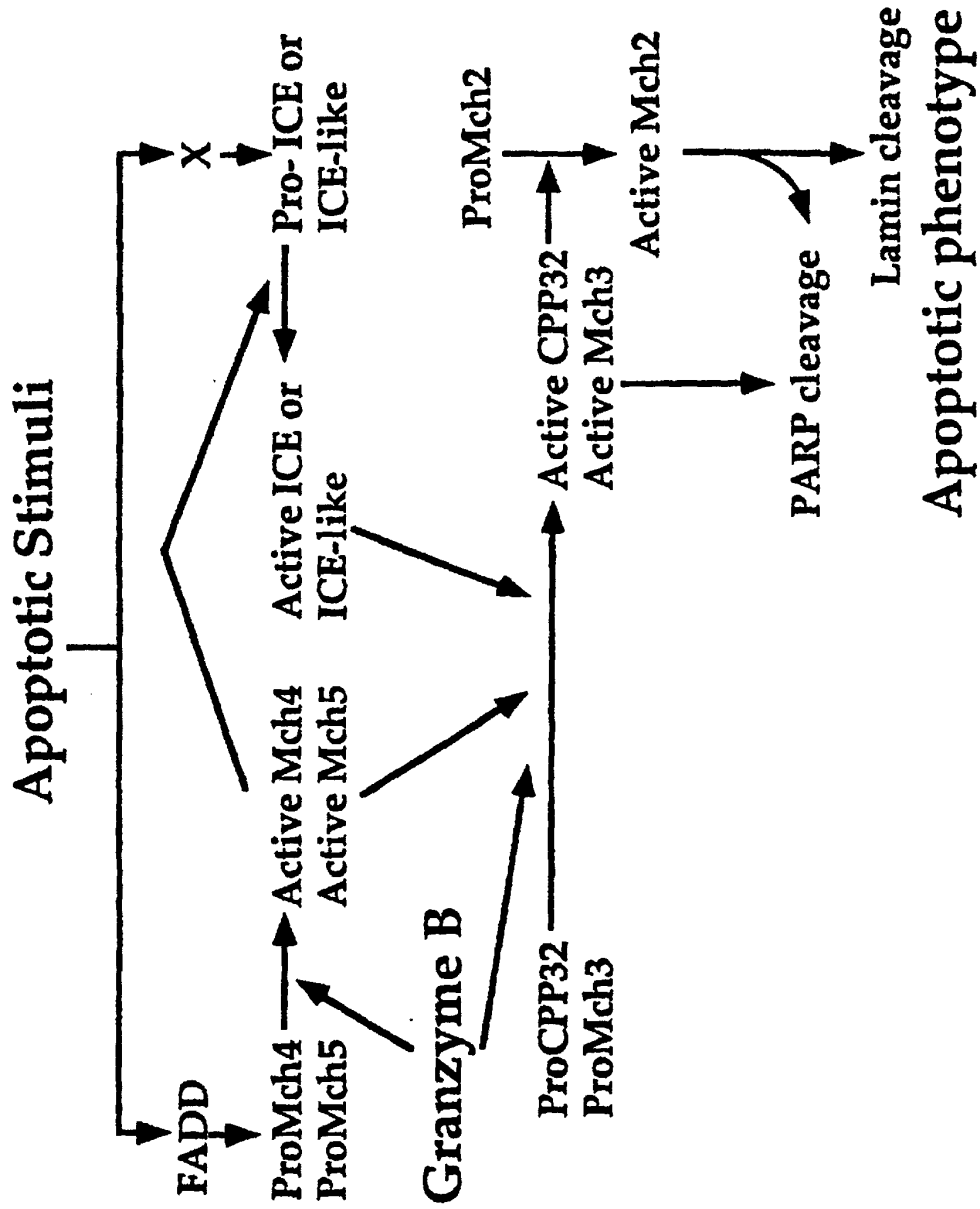 Apoptotic Stimuli
FADD
X
ProMch4
ProMch5
Active Mch4
Active Mch5
Active ICE or
ICE-like
Pro- ICE or
ICE-like
Granzyme B
ProCPP32
ProMch3
Active CPP32
Active Mch3
ProMch2
Active Mch2
PARP cleavage
Lamin cleavage
Apoptotic phenotype